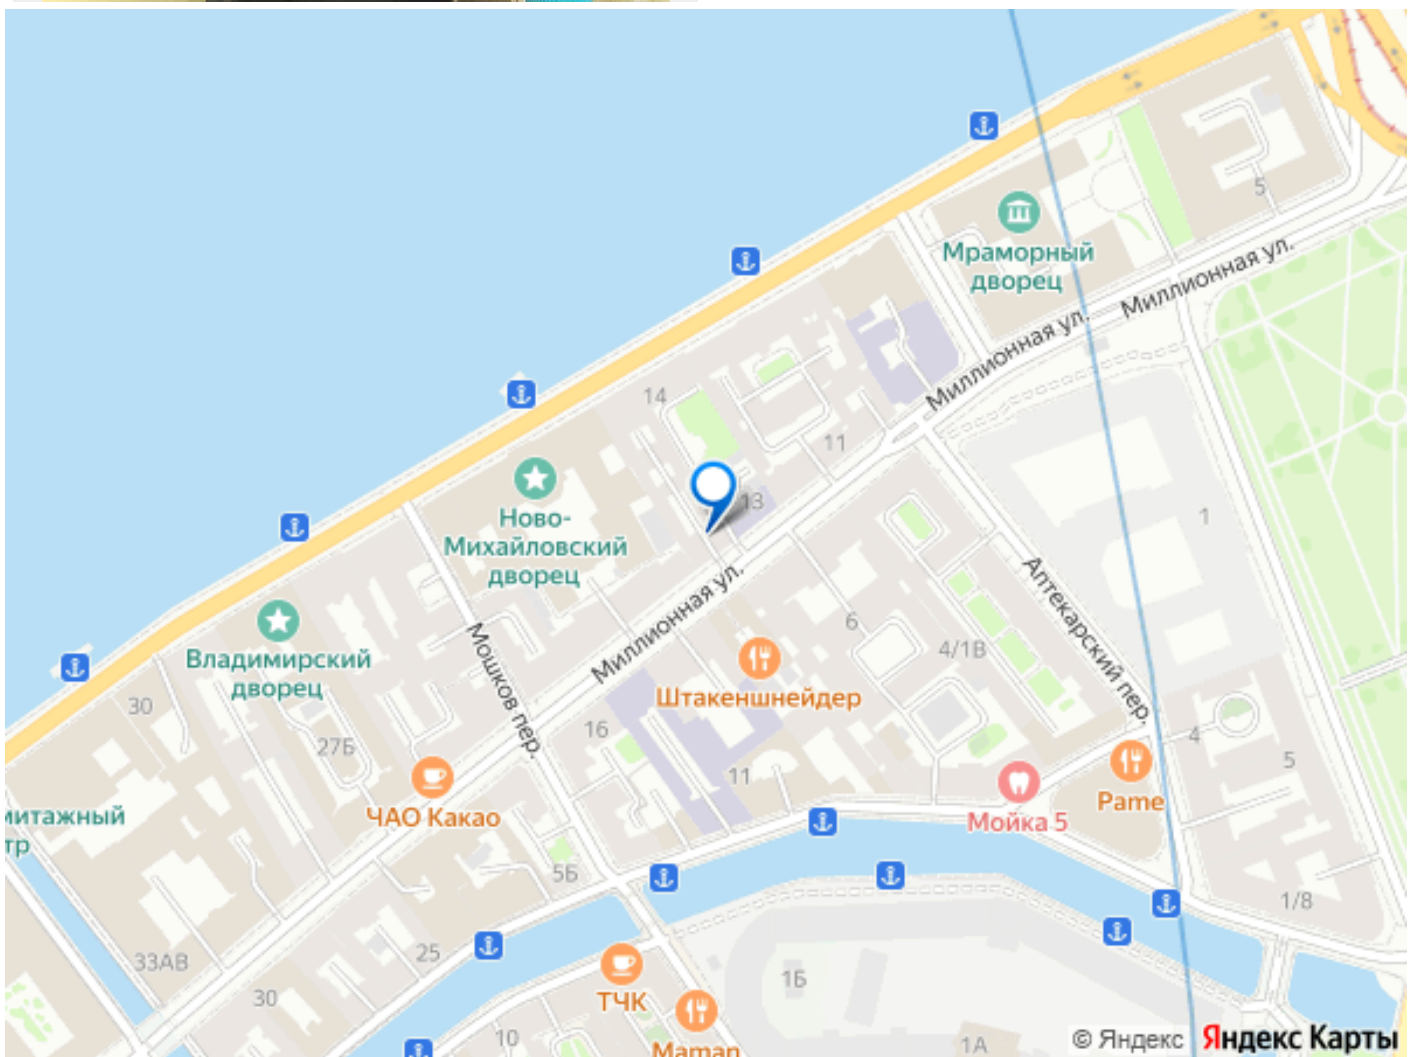 5
Мраморный
дворец
Миллионная ул.
Миллионная ул.
14
11
13
1
Ново-
Михайловский
дворец
Миллионная ул.
Аптекарский пер.
6
4/1В
Штакеншнейдер
Владимирский
дворец
Мошков пер.
30
27Б
16
11
4
5
ЧАО Какао
Pame
Мойка 5
митажный
тр
5Б
1/8
25
33АВ
30
ТЧК
1Б
10
Maman
1А
© Яндекс Яндекс Карты